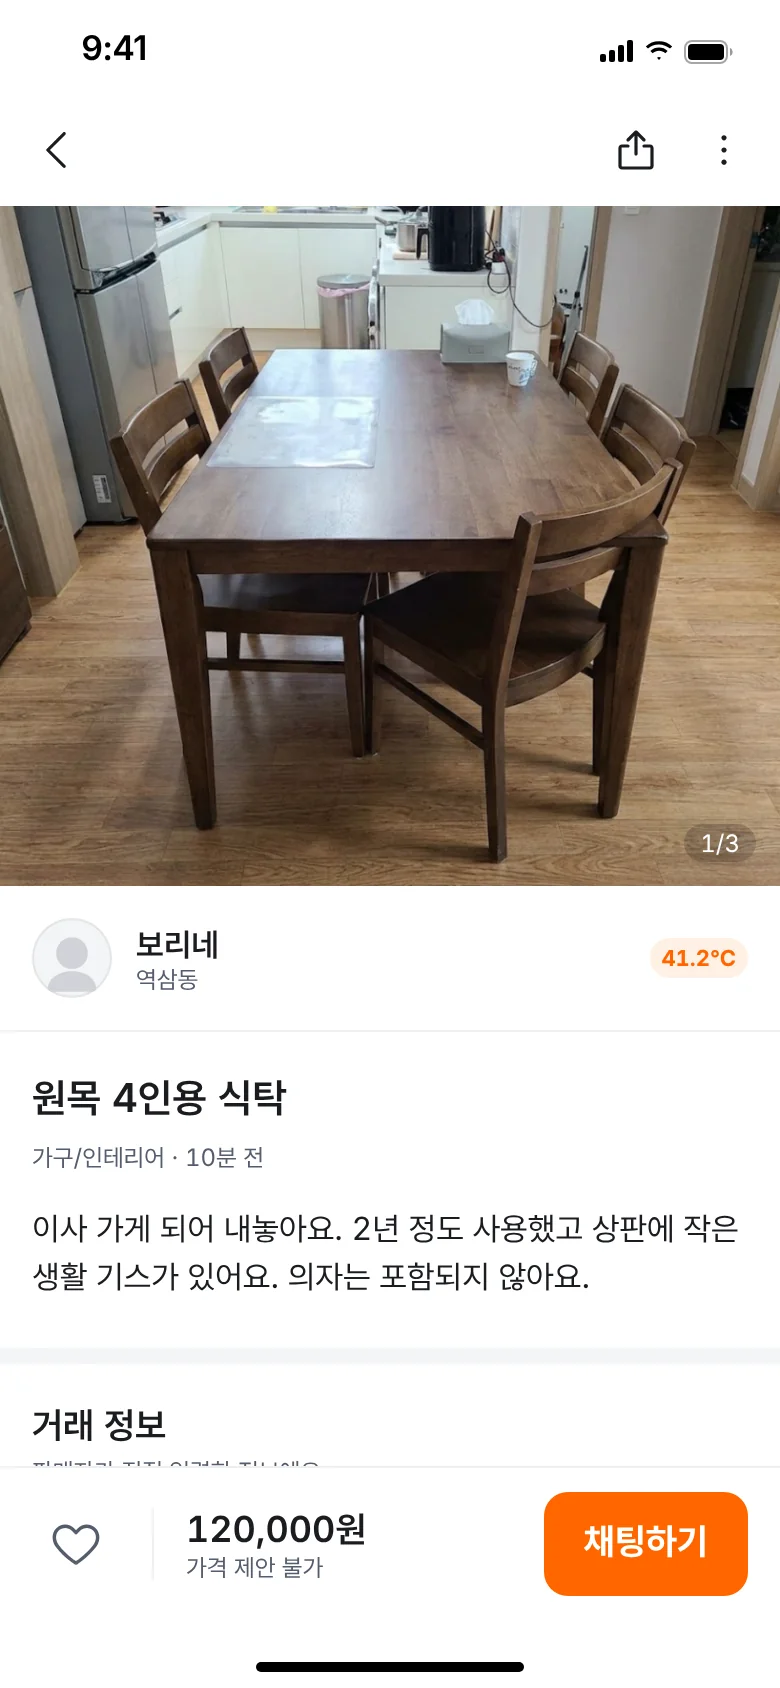 9:41
1/3
보리네
역삼동
41.2°C
원목 4인용 식탁
가구/인테리어 · 10분 전
이사 가게 되어 내놓아요. 2년 정도 사용했고 상판에 작은
생활 기스가 있어요. 의자는 포함되지 않아요.
거래 정보
120,000원
가격 제안 불가
채팅하기